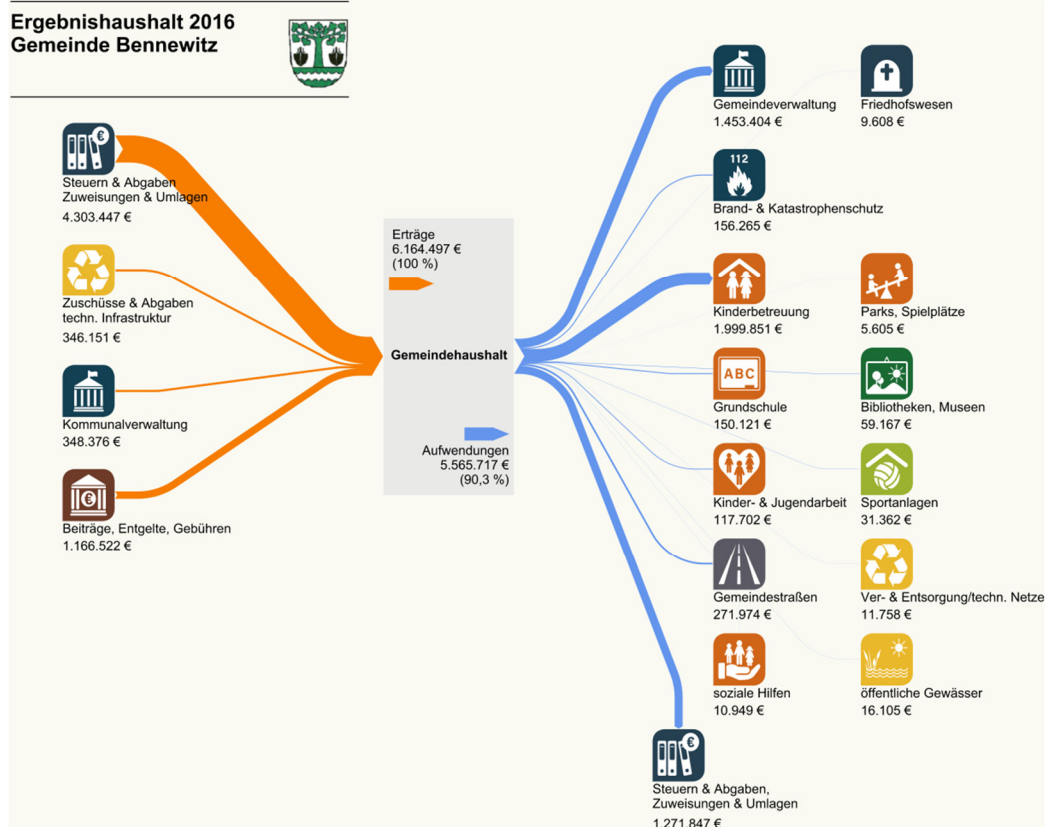 Ergebnishaushalt 2016
Gemeinde Bennewitz
Steuern & Abgaben
Zuweisungen & Umlagen
4.303.447 €
Zuschüsse & Abgaben
techn. Infrastruktur
346.151 €
Kommunalverwaltung
348.376 €
Beiträge, Entgelte, Gebühren
1.166.522 €
Erträge
6.164.497 €
(100 %)
Gemeindehaushalt
Aufwendungen
5.565.717 €
(90,3 %)
Gemeindeverwaltung
1.453.404 €
Friedhofswesen
9.608 €
112
Brand- & Katastrophenschutz
156.265 €
Kinderbetreuung
1.999.851 €
Parks, Spielplätze
5.605 €
ABC
Grundschule
150.121 €
Bibliotheken, Museen
59.167 €
Kinder- & Jugendarbeit
117.702 €
Sportanlagen
31.362 €
Gemeindestraßen
271.974 €
Ver- & Entsorgung/techn. Netze
11.758 €
soziale Hilfen
10.949 €
öffentliche Gewässer
16.105 €
Steuern & Abgaben,
Zuweisungen & Umlagen
1.271.847 €